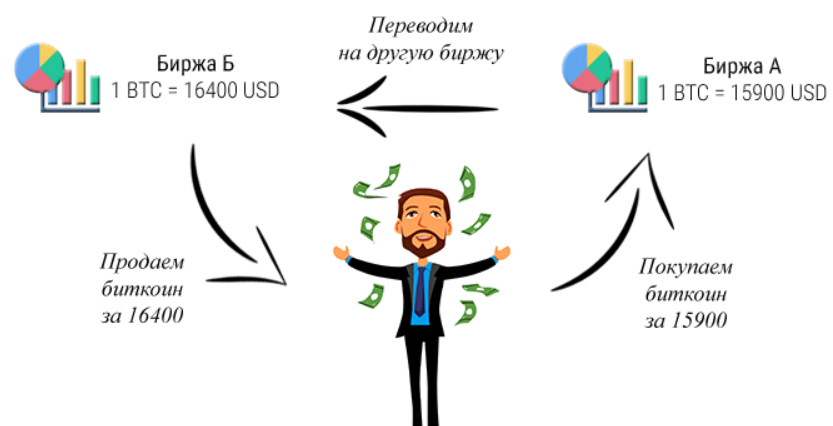 Переводим
на другую биржу
Биржа Б
1 BTC = 16400 USD
Биржа А
1 BTC = 15900 USD
Продаем
биткоин
за 16400
Покупаем
биткоин
за 15900